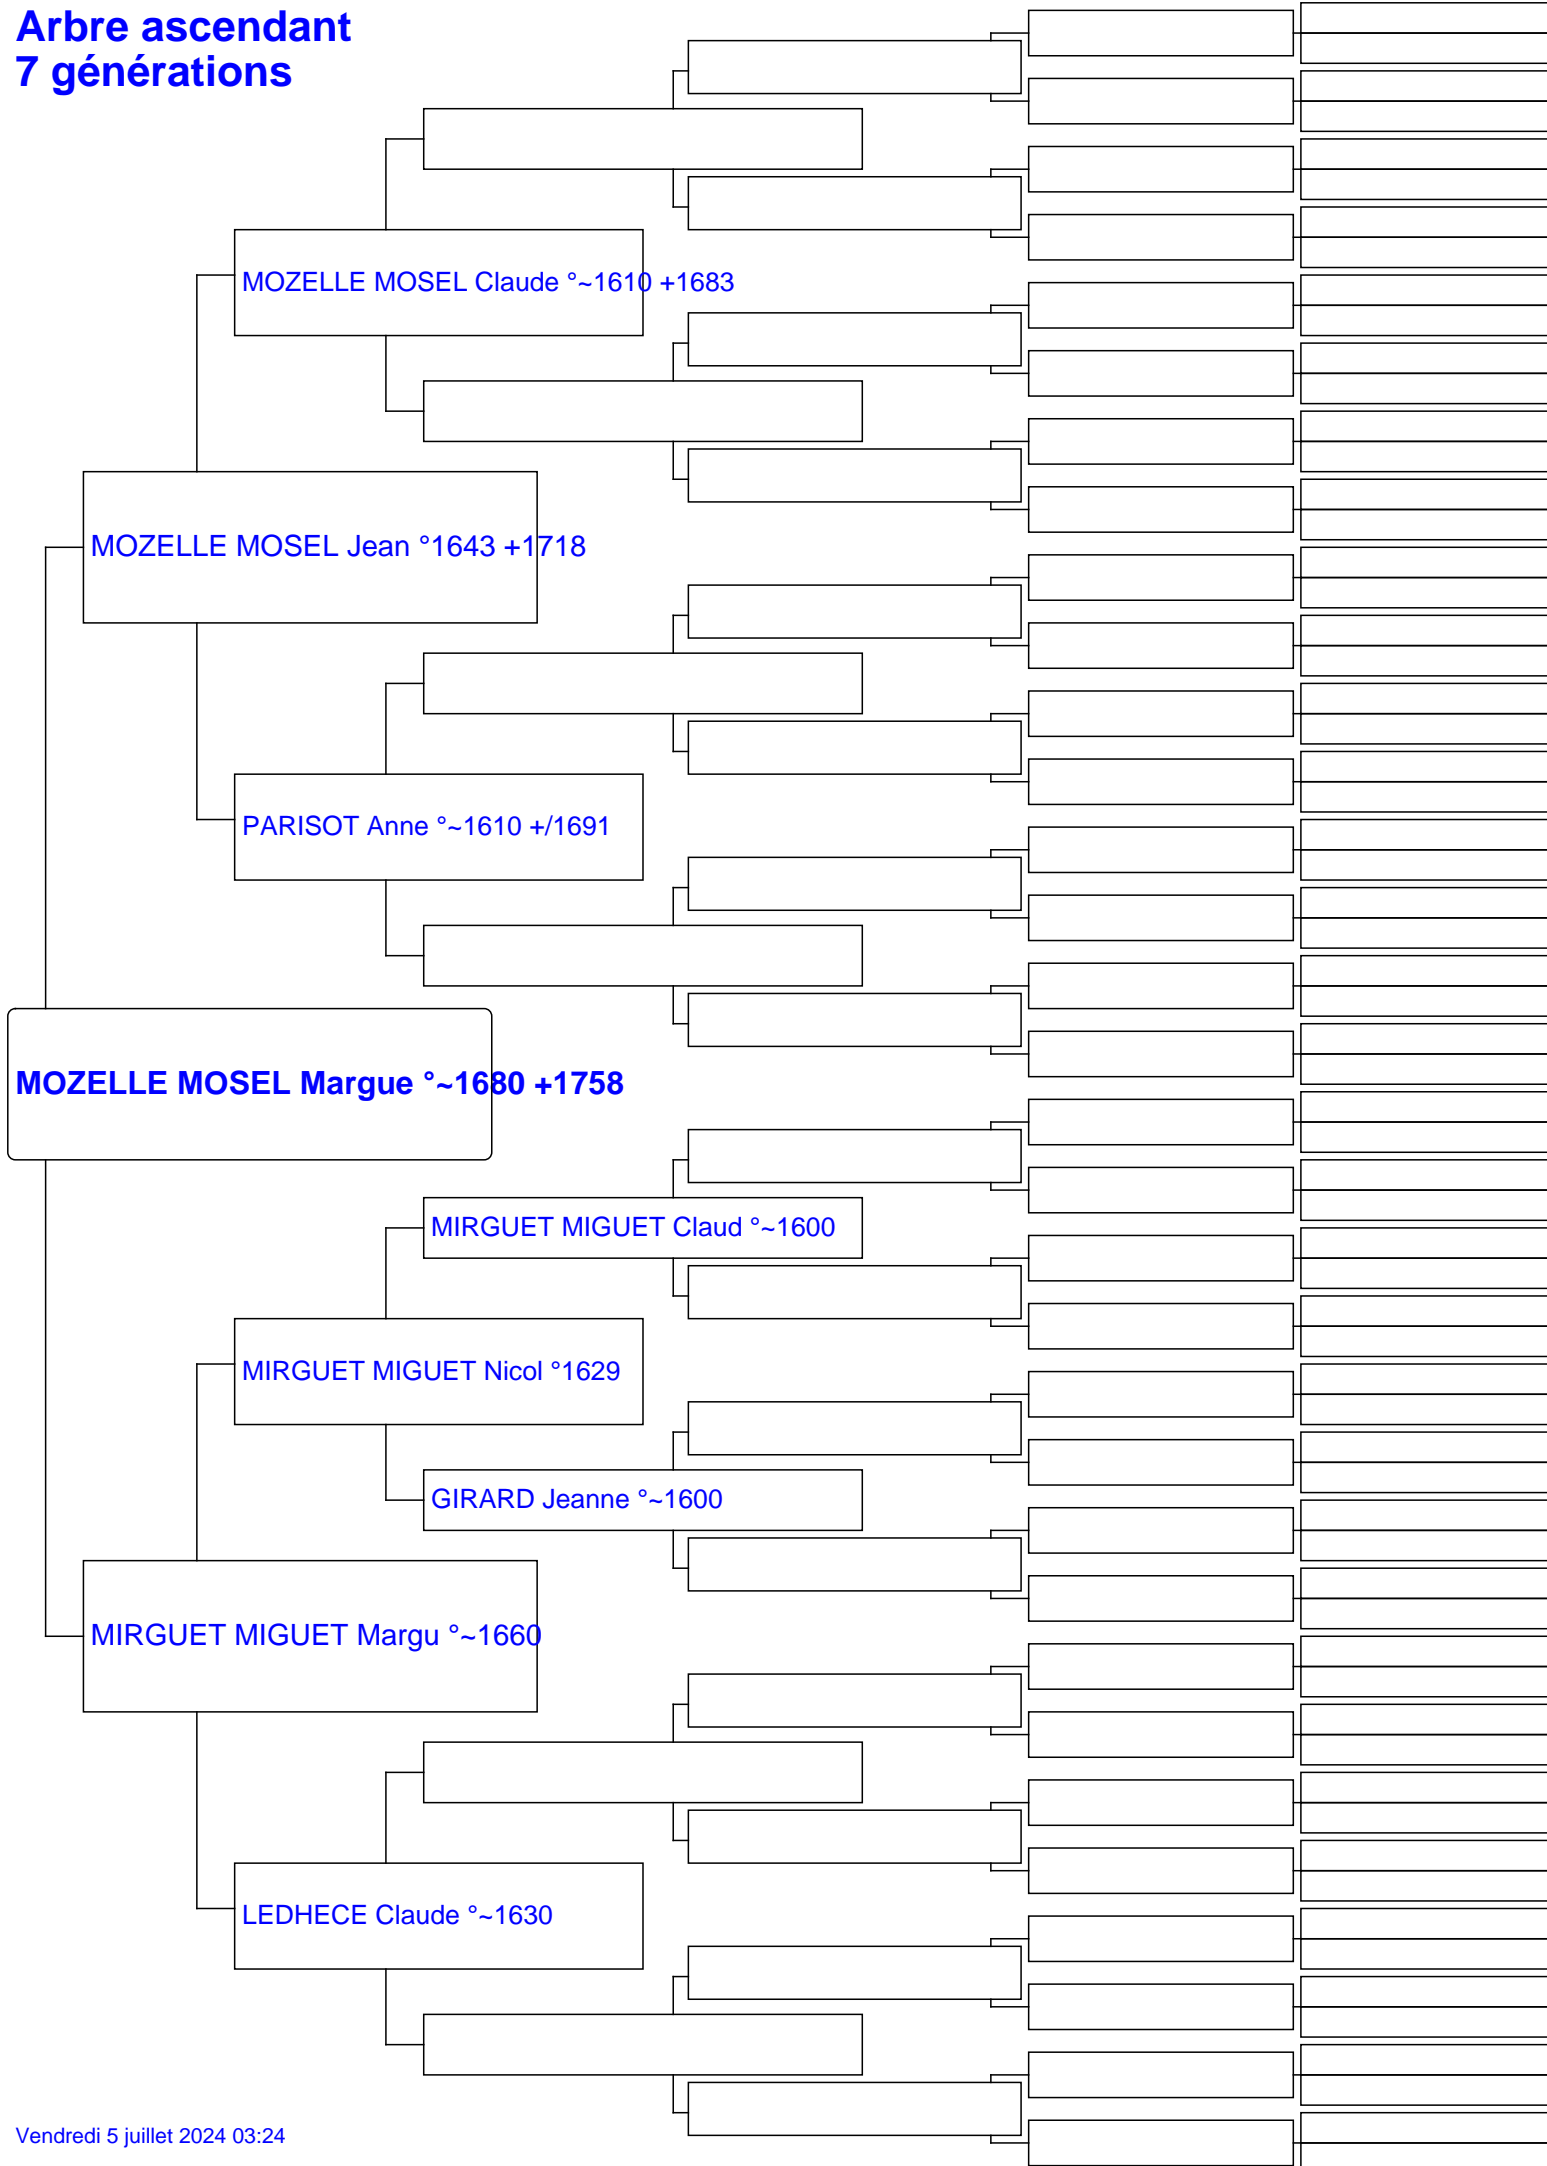 Arbre ascendant
7 générations
MOZELLE MOSEL Claude °~1610 +1683
MOZELLE MOSEL Jean °1643 +1718
PARISOT Anne °~1610 +/1691
MOZELLE MOSEL Margue °~1680 +1758
MIRGUET MIGUET Claud °~1600
MIRGUET MIGUET Nicol °1629
GIRARD Jeanne °~1600
MIRGUET MIGUET Margu °~1660
LEDHECE Claude °~1630
Vendredi 5 juillet 2024 03:24